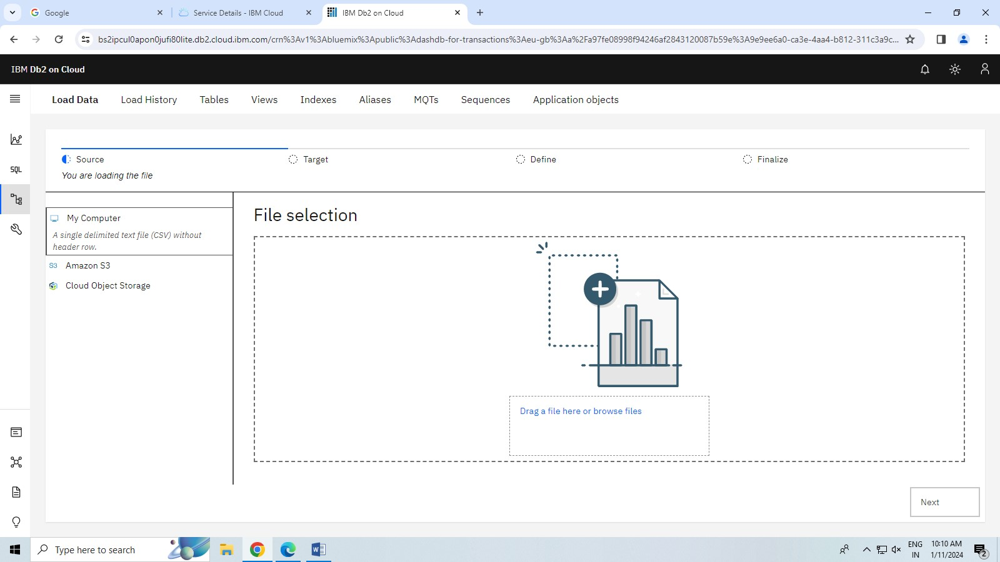 Google
Service Details - IBM Cloud
IBM Db2 on Cloud
bs2ipcul0apon0jufi80lite.db2.cloud.ibm.com/crn%3Av1%3Abluemix%3Apublic%3Adashdb-for-transactions%3Aeu-gb%3Aa%2Fa97fe08998f94246af2843120087b59e%3A9e9ee6a0-ca3e-4aa4-b812-311c3a9c...
IBM Db2 on Cloud
Load Data
Load History
Tables
Views
Indexes
Aliases
MQTs
Sequences
Application objects
SQL
Source
Target
Define
Finalize
You are loading the file
My Computer
A single delimited text file (CSV) without
header row.
S3 Amazon S3
Cloud Object Storage
File selection
Drag a file here or browse files
Next
Type here to search
W
ENG
IN
10:10 AM
1/11/2024
2